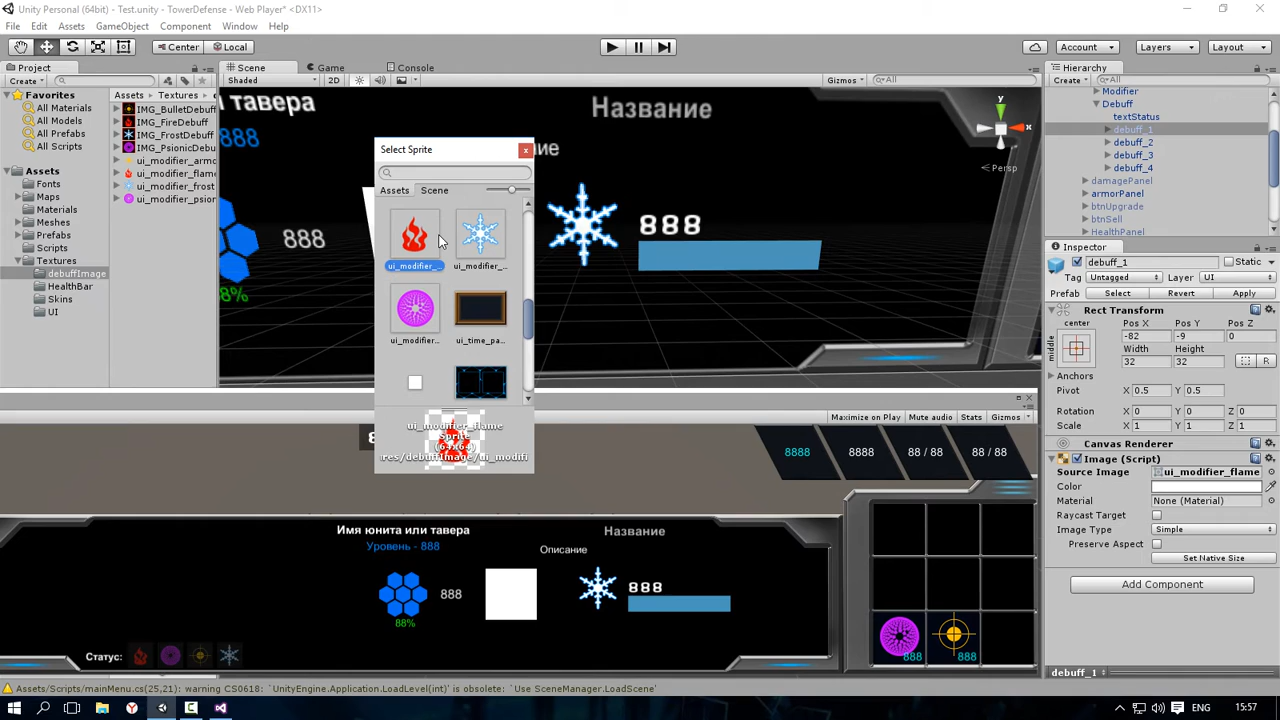 Unity Personal (64bit) - Test.unity - TowerDefense - Web Player* <DX11>
File Edit Assets GameObject Component Window Help
Center Local
Account Layers Layout
Project
Create
Favorites
All Materials
All Models
All Prefabs
All Scripts
Assets
Fonts
Maps
Materials
Meshes
Prefabs
Scripts
Textures
debuffImage
HealthBar
Skins
UI
Assets Textures
IMG_BulletDebuff
IMG_FireDebuff
IMG_FrostDebuff
IMG_PsionicDebuff
ui_modifier_armo
ui_modifier_flam
ui_modifier_frost
ui_modifier_psion
Scene Game Console
Shaded 2D Gizmos All
и тавера
888
Название
888
8%
888
Persp
y
x
Select Sprite
x
Assets Scene
ui_modifier_...
ui_modifier_...
ui_modifier...
ui_time_pa...
ui_modifier_flame
Sprite
(64x64)
Maximize on Play Mute audio Stats Gizmos
8888 8888 88 / 88 88 / 88
Имя юнита или тавера
Уровень - 888
Название
Описание
888
88%
888
Статус:
888 888
Hierarchy
Create All
Modifier
Debuff
textStatus
debuff_1
debuff_2
debuff_3
debuff_4
damagePanel
btnUpgrade
btnSell
HealthPanel
Inspector
debuff_1 Static
Tag Untagged Layer UI
Prefab Select Revert Apply
Rect Transform
center
middle
Pos X Pos Y Pos Z
-82 -9 0
Width Height
32 32
R
Anchors
Pivot X 0.5 Y 0.5
Rotation X 0 Y 0 Z 0
Scale X 1 Y 1 Z 1
Canvas Renderer
Image (Script)
Source Image ui_modifier_flame
Color
Material None (Material)
Raycast Target
Image Type Simple
Preserve Aspect
Set Native Size
Add Component
debuff_1
Assets/Scripts/mainMenu.cs(25,21): warning CS0618: 'UnityEngine.Application.LoadLevel(int)' is obsolete: 'Use SceneManager.LoadScene'
ENG 15:57